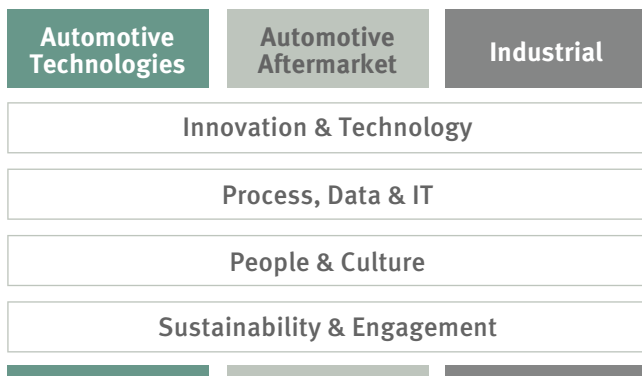 Automotive
Technologies
Automotive
Aftermarket
Industrial
Innovation & Technology
Process, Data & IT
People & Culture
Sustainability & Engagement